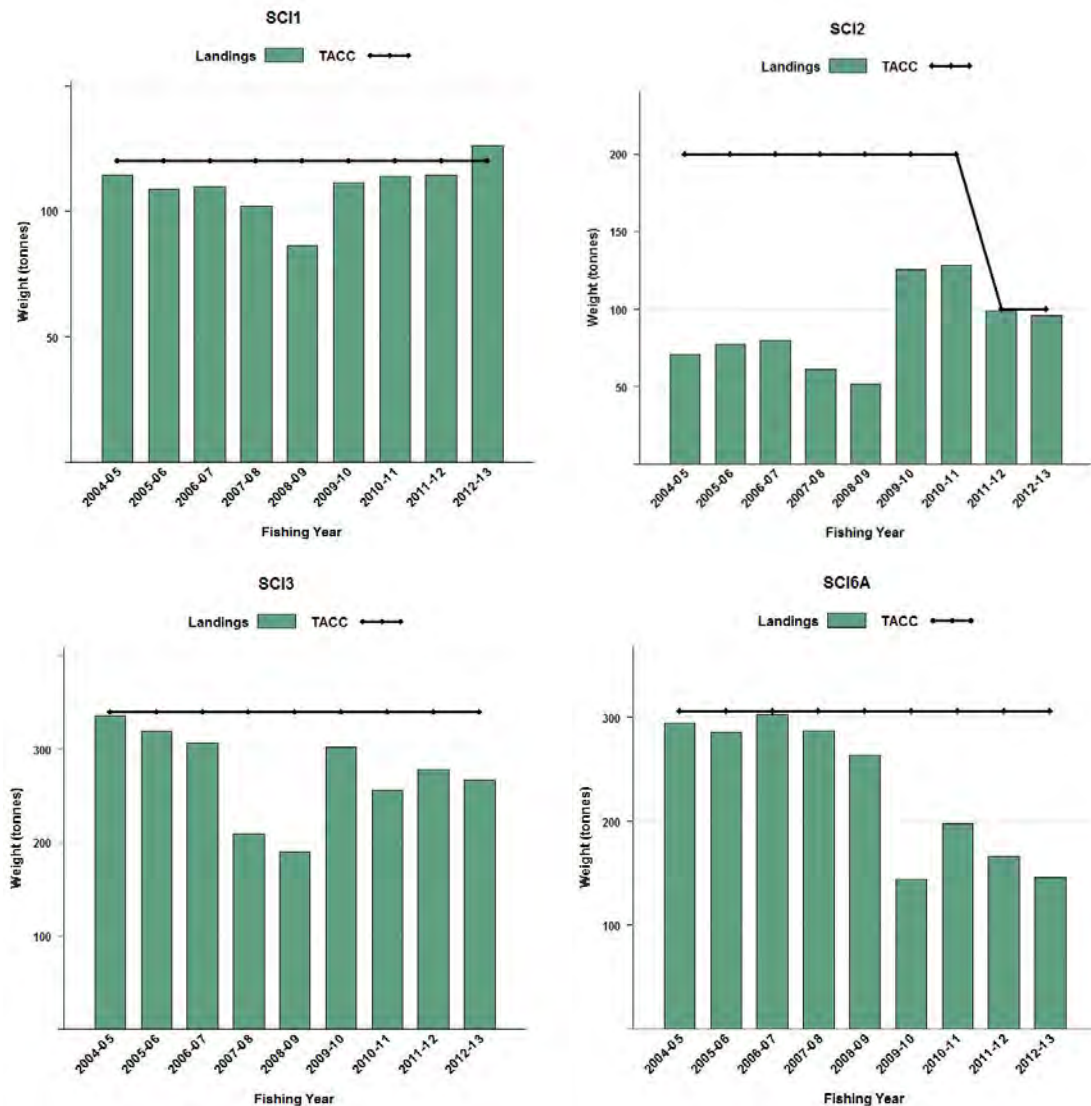 SCI1
Landings TACC
100
50
Weight (tonnes)
2004-05 2005-06 2006-07 2007-08 2008-09 2009-10 2010-11 2011-12 2012-13
Fishing Year
SCI2
Landings TACC
200
150
100
50
Weight (tonnes)
2004-05 2005-06 2006-07 2007-08 2008-09 2009-10 2010-11 2011-12 2012-13
Fishing Year
SCI3
Landings TACC
300
200
100
Weight (tonnes)
2004-05 2005-06 2006-07 2007-08 2008-09 2009-10 2010-11 2011-12 2012-13
Fishing Year
SCI6A
Landings TACC
300
200
100
Weight (tonnes)
2004-05 2005-06 2006-07 2007-08 2008-09 2009-10 2010-11 2011-12 2012-13
Fishing Year